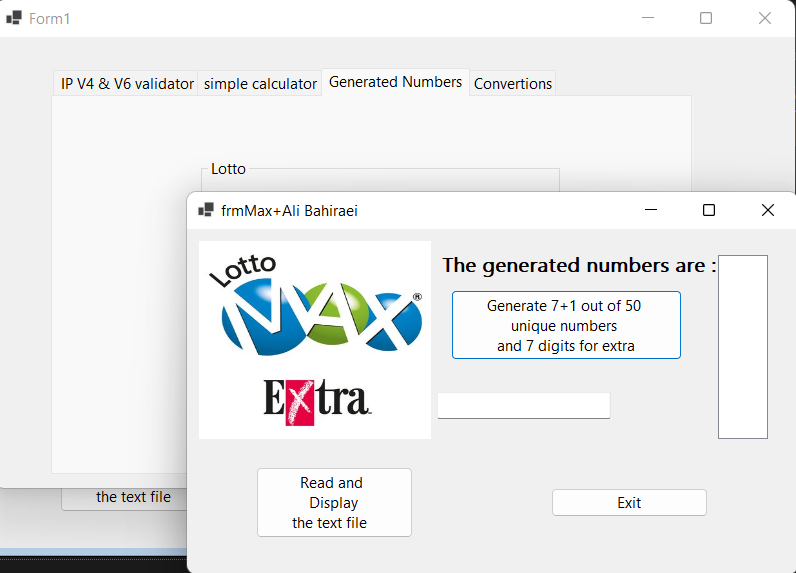 Form1
IP V4 & V6 validator
simple calculator
Generated Numbers
Convertions
Lotto
frmMax+Ali Bahiraei
Lotto
MAX®
Extra
The generated numbers are :
Generate 7+1 out of 50
unique numbers
and 7 digits for extra
the text file
Read and
Display
the text file
Exit